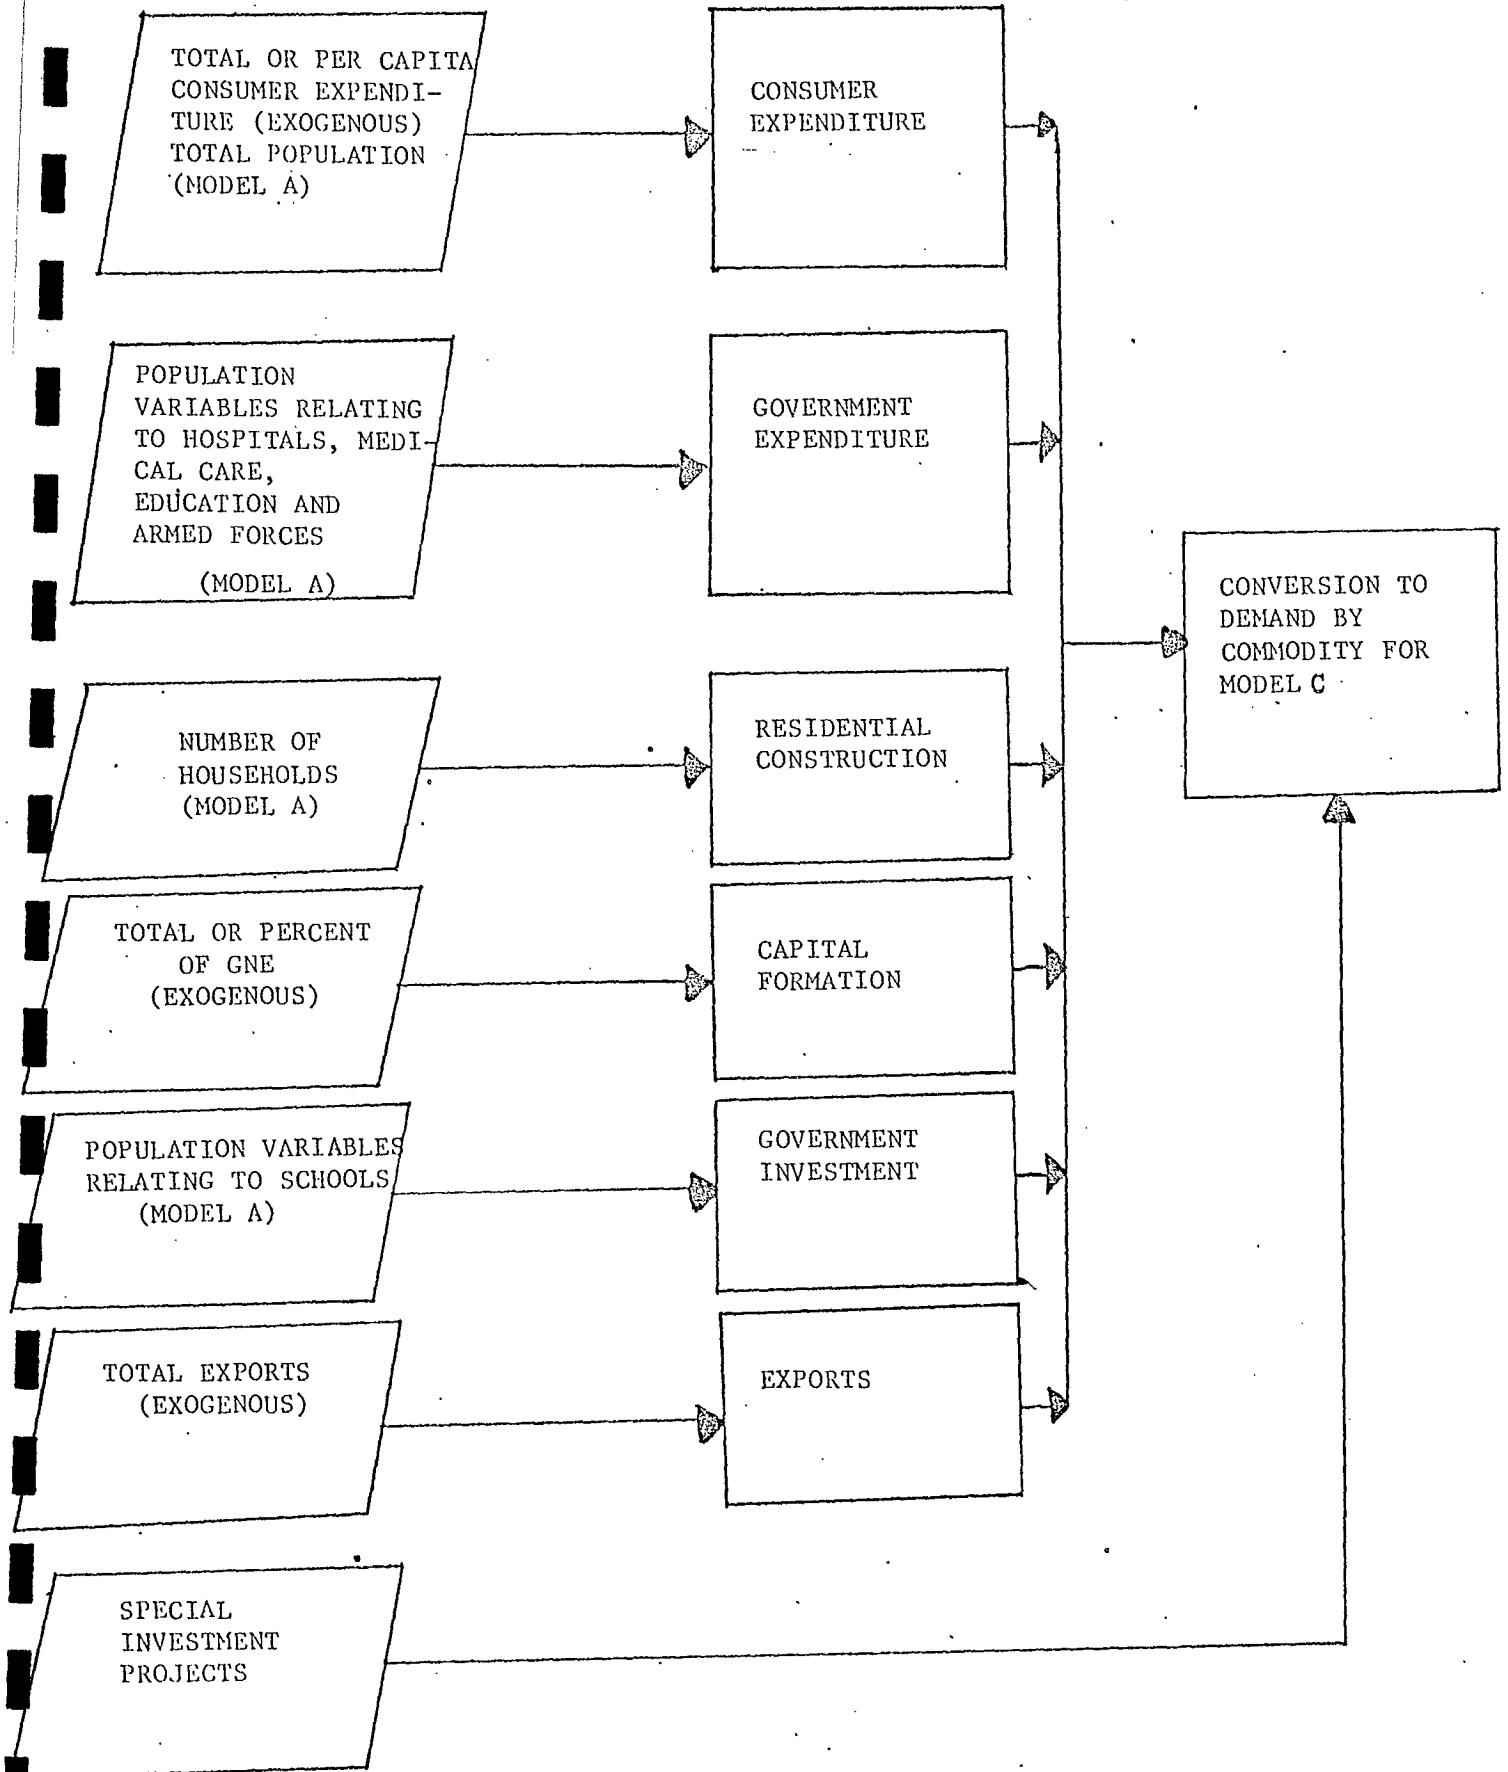 TOTAL OR PER CAPITA
CONSUMER EXPENDI-
TURE (EXOGENOUS)
TOTAL POPULATION
(MODEL A)
CONSUMER
EXPENDITURE
POPULATION
VARIABLES RELATING
TO HOSPITALS, MEDI-
CAL CARE,
EDUCATION AND
ARMED FORCES
(MODEL A)
GOVERNMENT
EXPENDITURE
CONVERSION TO
DEMAND BY
COMMODITY FOR
MODEL C
NUMBER OF
HOUSEHOLDS
(MODEL A)
RESIDENTIAL
CONSTRUCTION
TOTAL OR PERCENT
OF GNE
(EXOGENOUS)
CAPITAL
FORMATION
POPULATION VARIABLES
RELATING TO SCHOOLS
(MODEL A)
GOVERNMENT
INVESTMENT
TOTAL EXPORTS
(EXOGENOUS)
EXPORTS
SPECIAL
INVESTMENT
PROJECTS